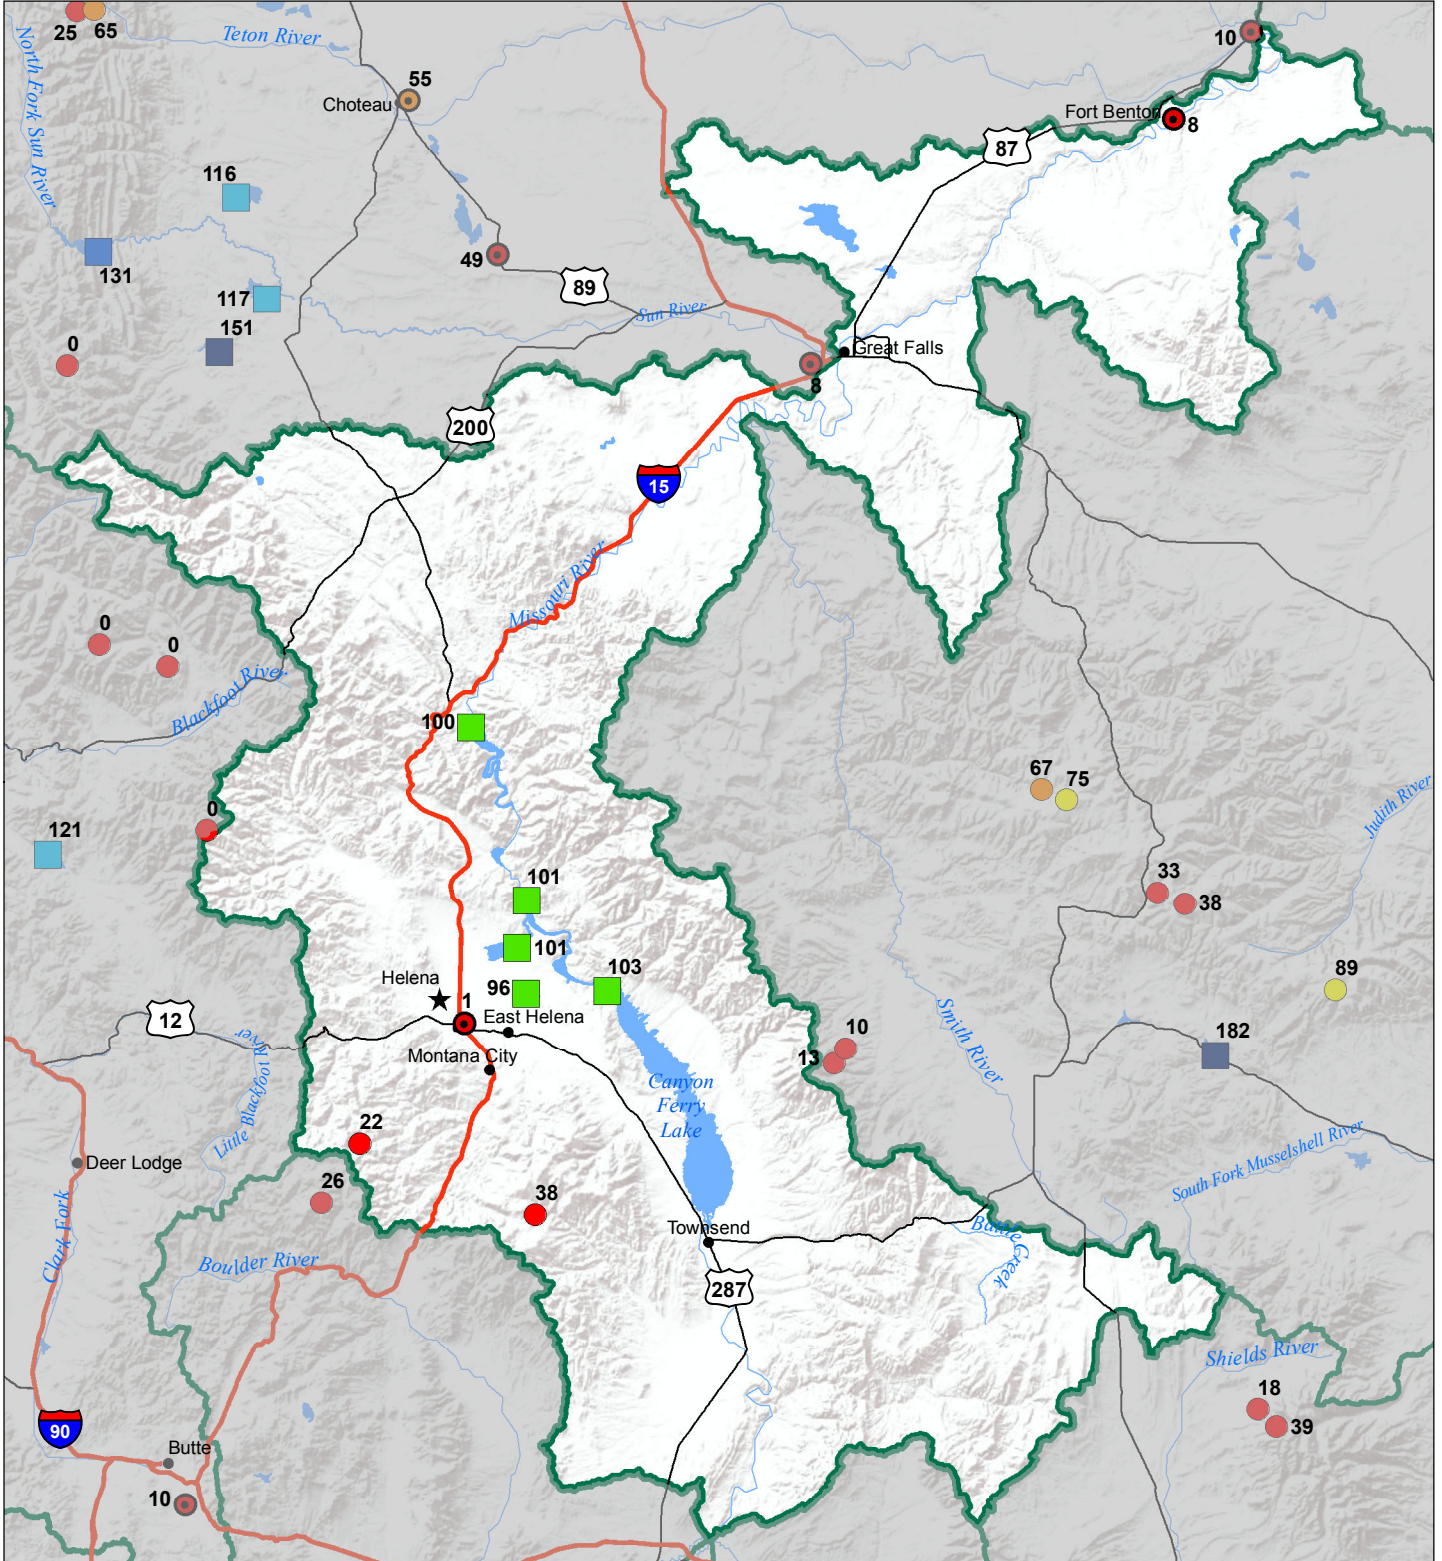 25
65
Teton River
North Fork Sun River
10
55
Choteau
Fort Benton
8
87
116
131
49
89
117
Sun River
151
0
Great Falls
8
200
15
Missouri River
0
0
Blackfoot River
100
67
75
Judith River
0
121
33
38
101
101
103
96
Helena
89
1
East Helena
12
Little Blackfoot River
Montana City
Smith River
10
13
182
Canyon
Ferry
Lake
22
South Fork Musselshell River
Deer Lodge
26
38
Clark Fork
Townsend
Battle Creek
Boulder River
287
Shields River
18
39
90
Butte
10